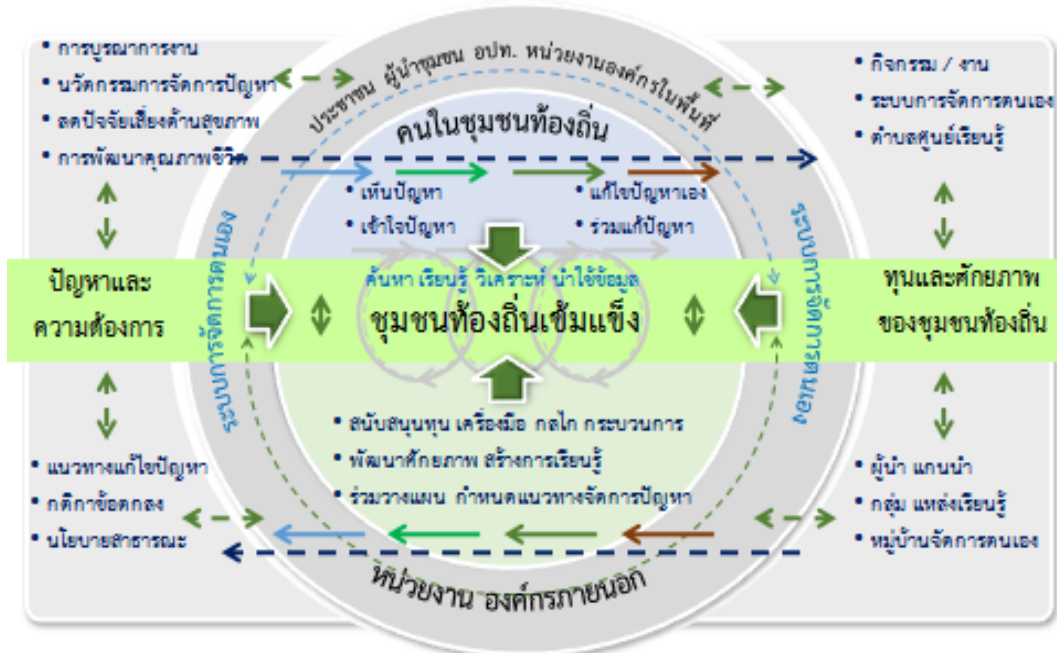 • การบูรณาการงาน
• นวัตกรรมการจัดการปัญหา
• ลดปัจจัยเสี่ยงด้านสุขภาพ
• การพัฒนาคุณภาพชีวิต
ประชาชน ผู้นำชุมชน อปท. หน่วยงานองค์กรในพื้นที่
คนในชุมชนท้องถิ่น
• กิจกรรม / งาน
• ระบบการจัดการตนเอง
• ตำบลศูนย์เรียนรู้
• เห็นปัญหา
• เข้าใจปัญหา
• แก้ไขปัญหาเอง
• ร่วมแก้ปัญหา
ระบบการจัดการตนเอง
ระบบการจัดการตนเอง
ปัญหาและ
ความต้องการ
ค้นหา เรียนรู้ วิเคราะห์ นำใช้ข้อมูล
ชุมชนท้องถิ่นเข้มแข็ง
ทุนและศักยภาพ
ของชุมชนท้องถิ่น
• สนับสนุนทุน เครื่องมือ กลไก กระบวนการ
• พัฒนาศักยภาพ สร้างการเรียนรู้
• ร่วมวางแผน กำหนดแนวทางจัดการปัญหา
• แนวทางแก้ไขปัญหา
• กติกาข้อตกลง
• นโยบายสาธารณะ
• ผู้นำ แกนนำ
• กลุ่ม แหล่งเรียนรู้
• หมู่บ้านจัดการตนเอง
หน่วยงาน องค์กรภายนอก